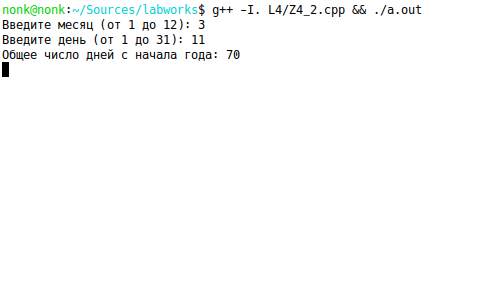 nonk@nonk:~/Sources/labworks$ g++ -I. L4/Z4_2.cpp && ./a.out
Введите месяц (от 1 до 12): 3
Введите день (от 1 до 31): 11
Общее число дней с начала года: 70